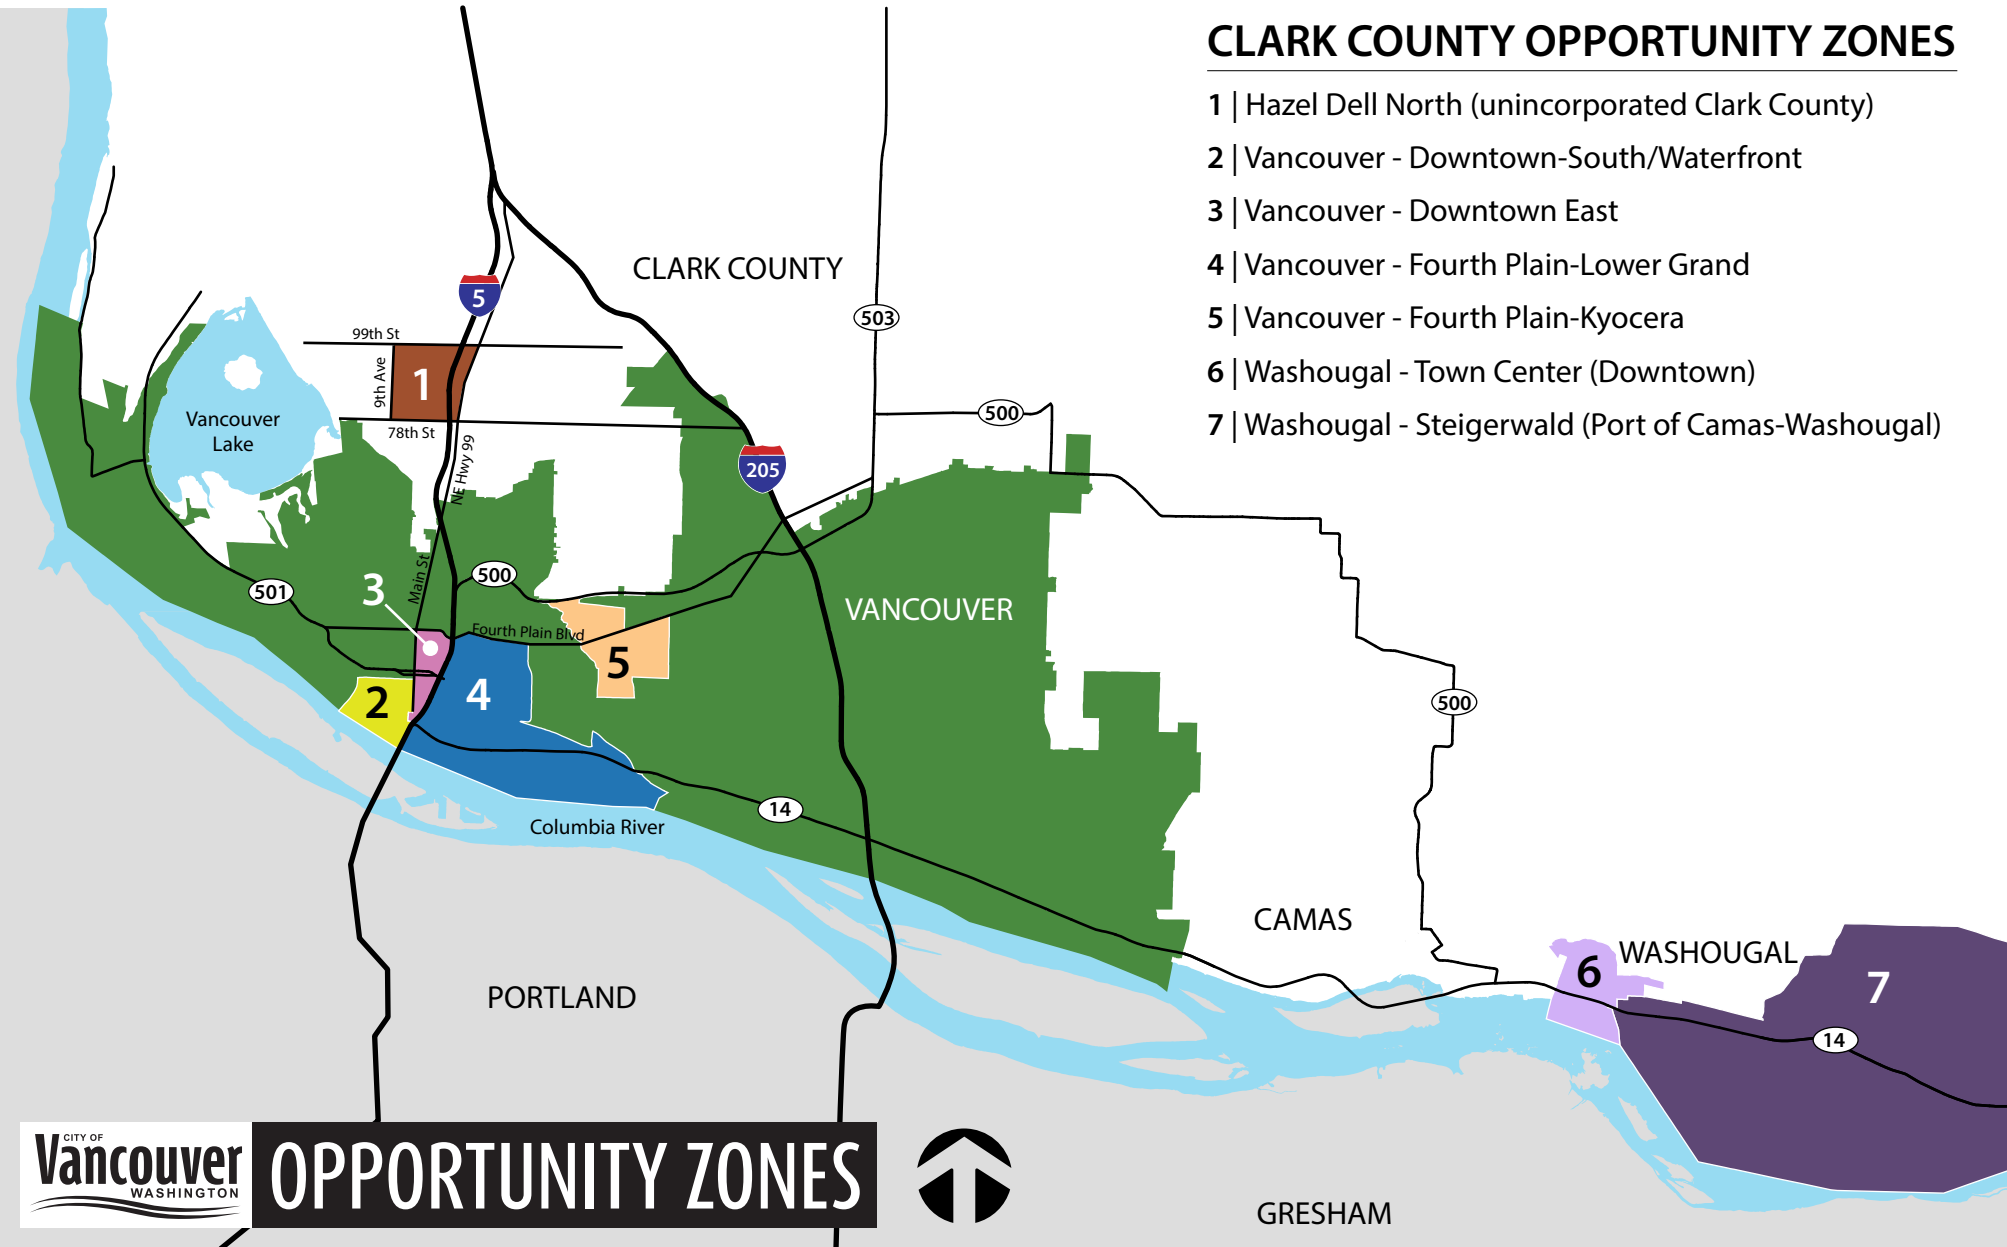 CLARK COUNTY OPPORTUNITY ZONES
1 | Hazel Dell North (unincorporated Clark County)
2 | Vancouver - Downtown-South/Waterfront
3 | Vancouver - Downtown East
4 | Vancouver - Fourth Plain-Lower Grand
5 | Vancouver - Fourth Plain-Kyocera
6 | Washougal - Town Center (Downtown)
7 | Washougal - Steigerwald (Port of Camas-Washougal)
CLARK COUNTY
5
503
99th St
9th Ave
1
78th St
NE Hwy 99
Vancouver
Lake
500
205
501
3
Main St
500
Fourth Plain Blvd
VANCOUVER
5
2
4
500
14
Columbia River
CAMAS
WASHOUGAL
6
7
14
PORTLAND
GRESHAM
CITY OF
Vancouver
WASHINGTON
OPPORTUNITY ZONES